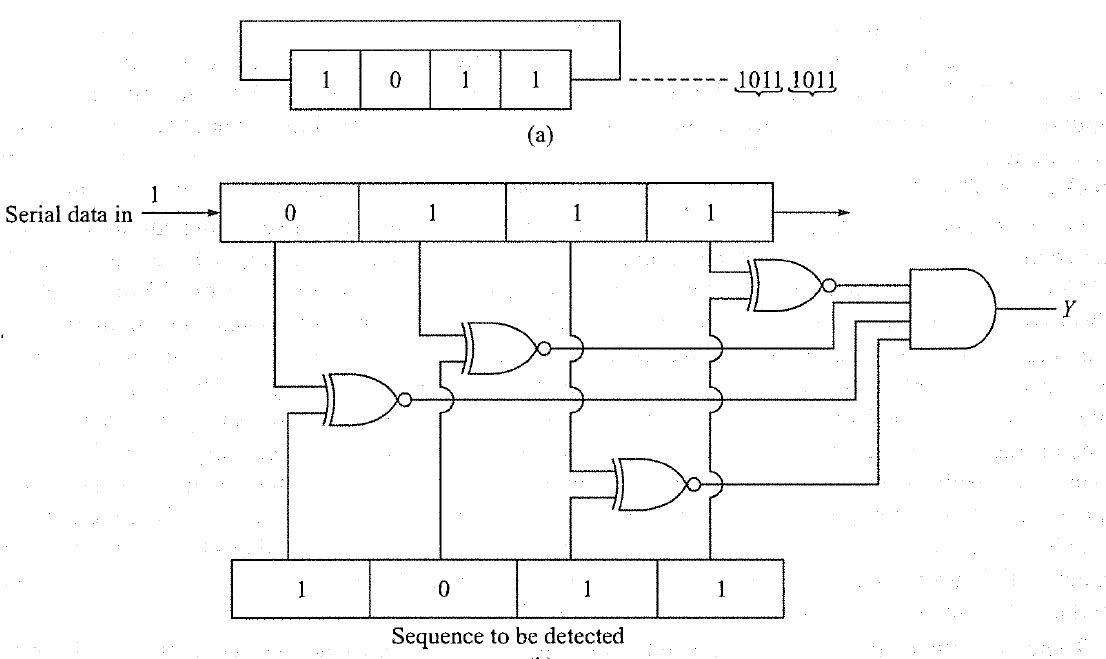 1 0 1 1 1011 1011
(a)
1
Serial data in 0 1 1 1
Y
1 0 1 1
Sequence to be detected